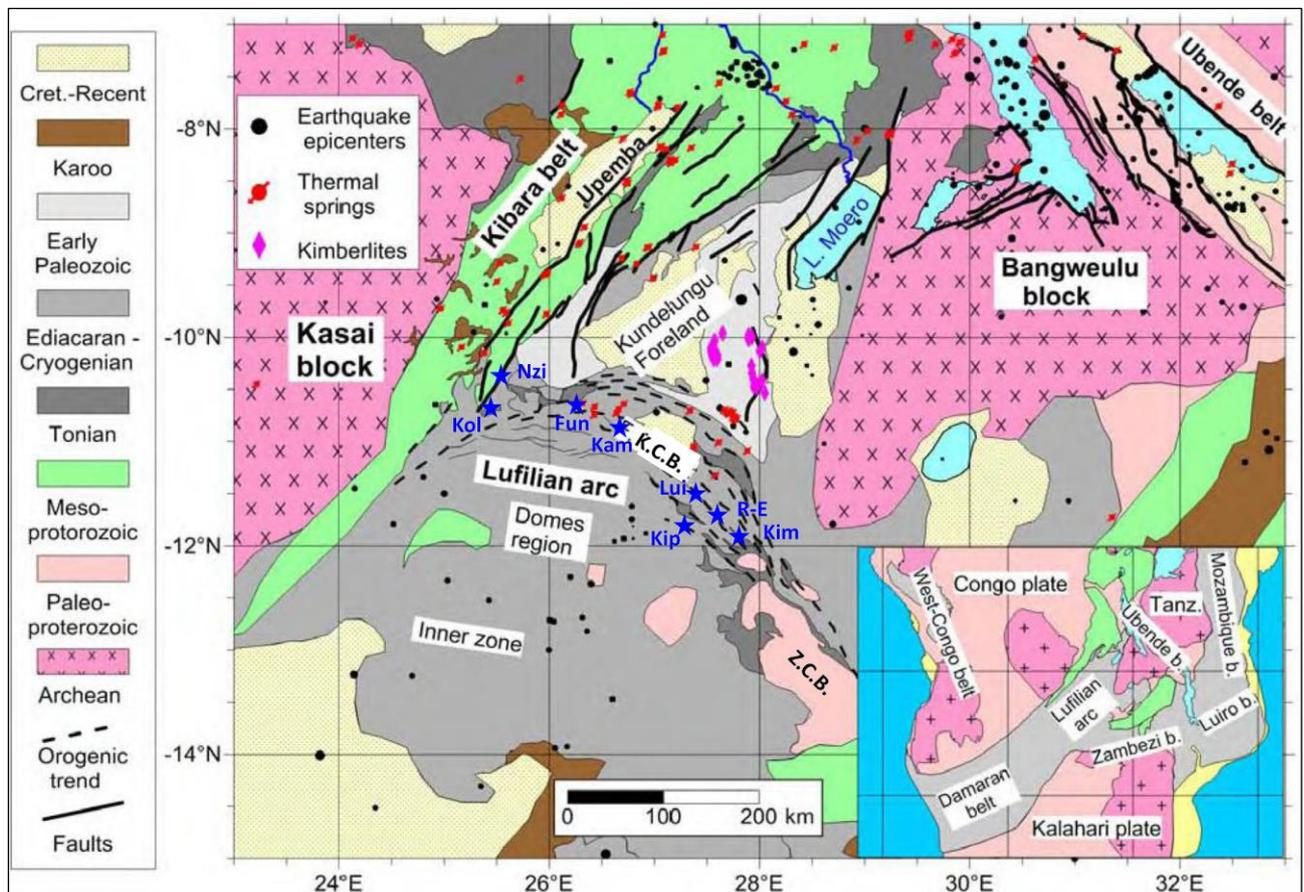 Cret.-Recent
Karoo
Early
Paleozoic
Ediacaran -
Cryogenian
Tonian
Meso-
protorozoic
Paleo-
proterozoic
Archean
Orogenic
trend
Faults
Earthquake
epicenters
Thermal
springs
Kimberlites
-8°N
-10°N
-12°N
-14°N
24°E
26°E
28°E
30°E
32°E
Kibara belt
Upemba
Ubende belt
L. Moero
Bangweulu
block
Kundelungu
Foreland
Kasai
block
Nzi
Kol
Fun
Kam
K.C.B.
Lufilian arc
Lui
R-E
Kip
Kim
Domes
region
Inner zone
Z.C.B.
0 100 200 km
West-Congo belt
Congo plate
Tanz.
Ubende b.
Mozambique b.
Lufilian
arc
Luiro b.
Zambezi b.
Damaran
belt
Kalahari plate